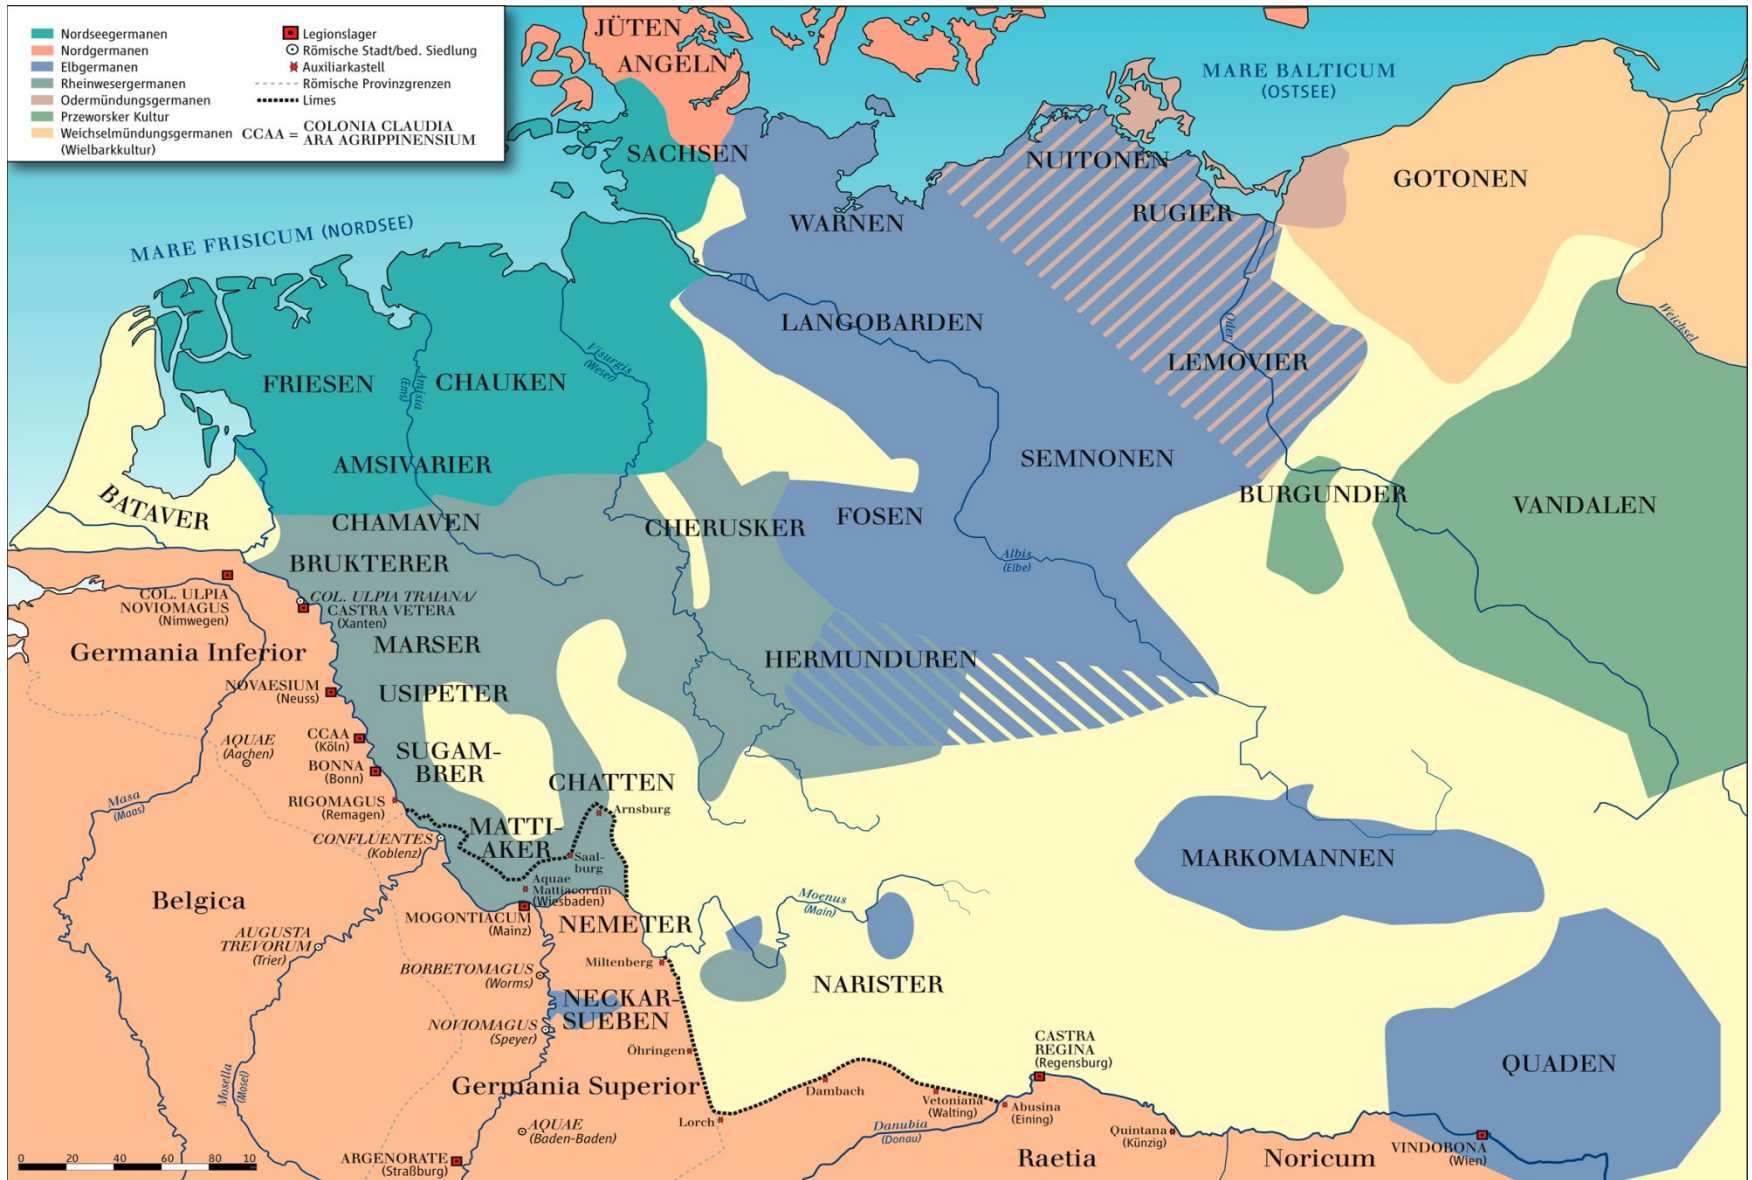 Nordseegermanen
Nordgermanen
Elbgermanen
Rheinwesergermanen
Odermündungsgermanen
Przeworsker Kultur
Weichselmündungsgermanen
(Wielbarkkultur)
Legionslager
Römische Stadt/bed. Siedlung
Auxiliarkastell
Römische Provinzgrenzen
Limes
CCAA = COLONIA CLAUDIA
ARA AGRIPPINENSIUM
JÜTEN
ANGELN
MARE BALTICUM
(OSTSEE)
SACHSEN
NUITONEN
GOTONEN
WARNEN
RUGIER
MARE FRISICUM (NORDSEE)
LANGOBARDEN
Oder
Weichsel
Visurgis
(Weser)
Amisia
(Ems)
FRIESEN
CHAUKEN
LEMOVIER
AMSIVARIER
SEMNONEN
BATAVER
CHAMAVEN
CHERUSKER
FOSEN
BURGUNDER
VANDALEN
BRUKTERER
Albis
(Elbe)
COL. ULPIA
NOVIOMAGUS
(Nimwegen)
COL. ULPIA TRAIANA/
CASTRA VETERA
(Xanten)
Germania Inferior
MARSER
HERMUNDUREN
NOVAESIUM
(Neuss)
USIPETER
CCAA
(Köln)
AQUAE
(Aachen)
SUGAM-
BRER
BONNA
(Bonn)
CHATTEN
RIGOMAGUS
(Remagen)
Masa
(Maas)
Arnsburg
CONFLUENTES
(Koblenz)
MATTI-
AKER
Saal-
burg
MARKOMANNEN
Aquae
Mattiacorum
(Wiesbaden)
Belgica
Moenus
(Main)
MOGONTIACUM
(Mainz)
NEMETER
AUGUSTA
TREVORUM
(Trier)
Miltenberg
BORBETOMAGUS
(Worms)
NARISTER
NECKAR-
SUEBEN
NOVIOMAGUS
(Speyer)
CASTRA
REGINA
(Regensburg)
Öhringen
QUADEN
Mosella
(Mosel)
Germania Superior
Dambach
Vetoniana
(Walting)
Abusina
(Eining)
Lorch
AQUAE
(Baden-Baden)
Danubia
(Donau)
Quintana
(Künzig)
VINDOBONA
(Wien)
ARGENORATE
(Straßburg)
Raetia
Noricum
0 20 40 60 80 10